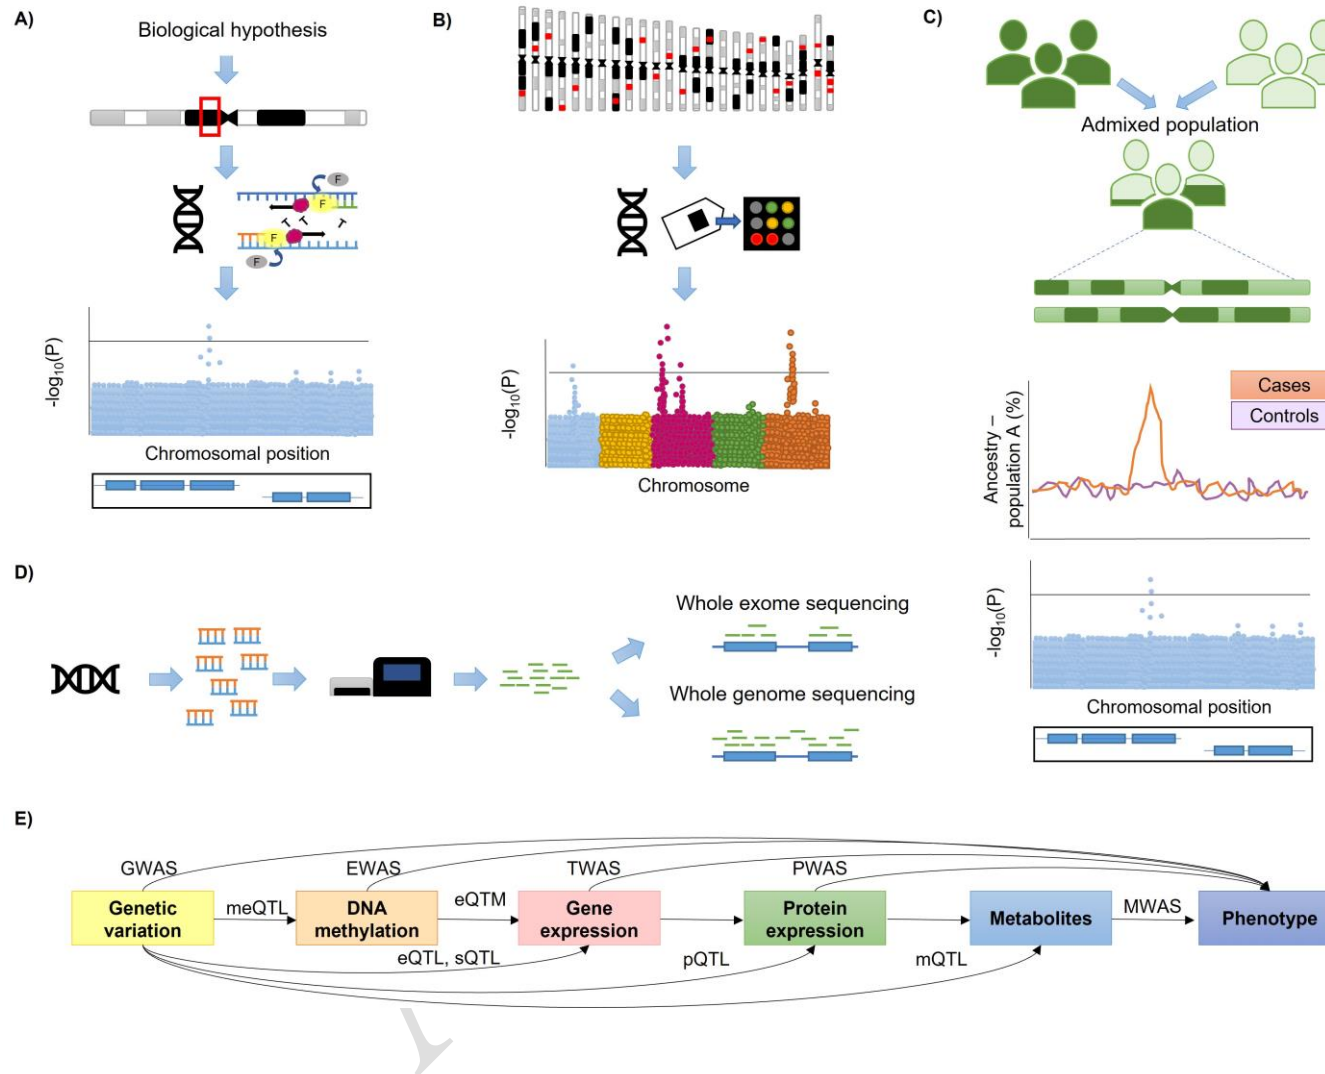 A)
Biological hypothesis
F
F
F
F
-log10(P)
Chromosomal position
B)
-log10(P)
Chromosome
C)
Admixed population
Cases
Controls
Ancestry –
population A (%)
-log10(P)
Chromosomal position
D)
Whole exome sequencing
Whole genome sequencing
E)
GWAS
EWAS
TWAS
PWAS
Genetic
variation
meQTL
DNA
methylation
eQTM
Gene
expression
Protein
expression
Metabolites
MWAS
Phenotype
eQTL, sQTL
pQTL
mQTL